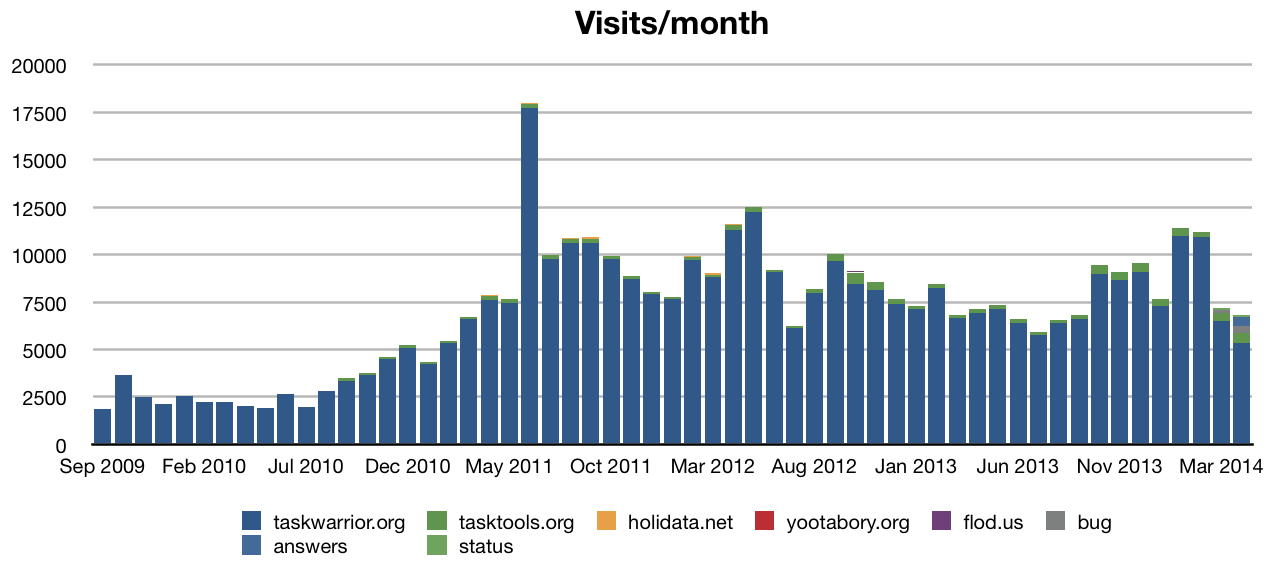 Visits/month
20000
17500
15000
12500
10000
7500
5000
2500
0
Sep 2009 Feb 2010 Jul 2010 Dec 2010 May 2011 Oct 2011 Mar 2012 Aug 2012 Jan 2013 Jun 2013 Nov 2013 Mar 2014
taskwarrior.org tasktools.org holidata.net yootabory.org flod.us bug
answers status